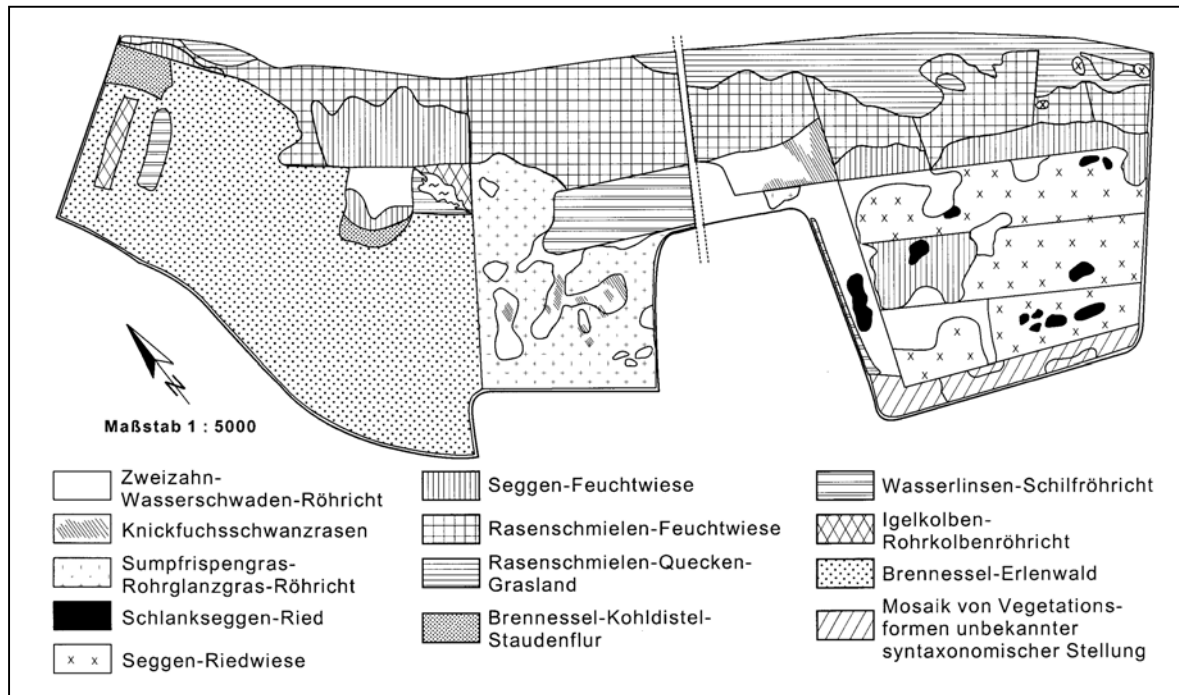 N
Maßstab 1 : 5000
Zweizahn-
Wasserschwaden-Röhricht
Knickfuchsschwanzrasen
Sumpfrispengras-
Rohrglanzgras-Röhricht
Schlankseggen-Ried
Seggen-Riedwiese
Seggen-Feuchtwiese
Rasenschmielen-Feuchtwiese
Rasenschmielen-Quecken-
Grasland
Brennessel-Kohldistel-
Staudenflur
Wasserlinsen-Schilfröhricht
Igelkolben-
Rohrkolbenröhricht
Brennessel-Erlenwald
Mosaik von Vegetations-
formen unbekannter
syntaxonomischer Stellung